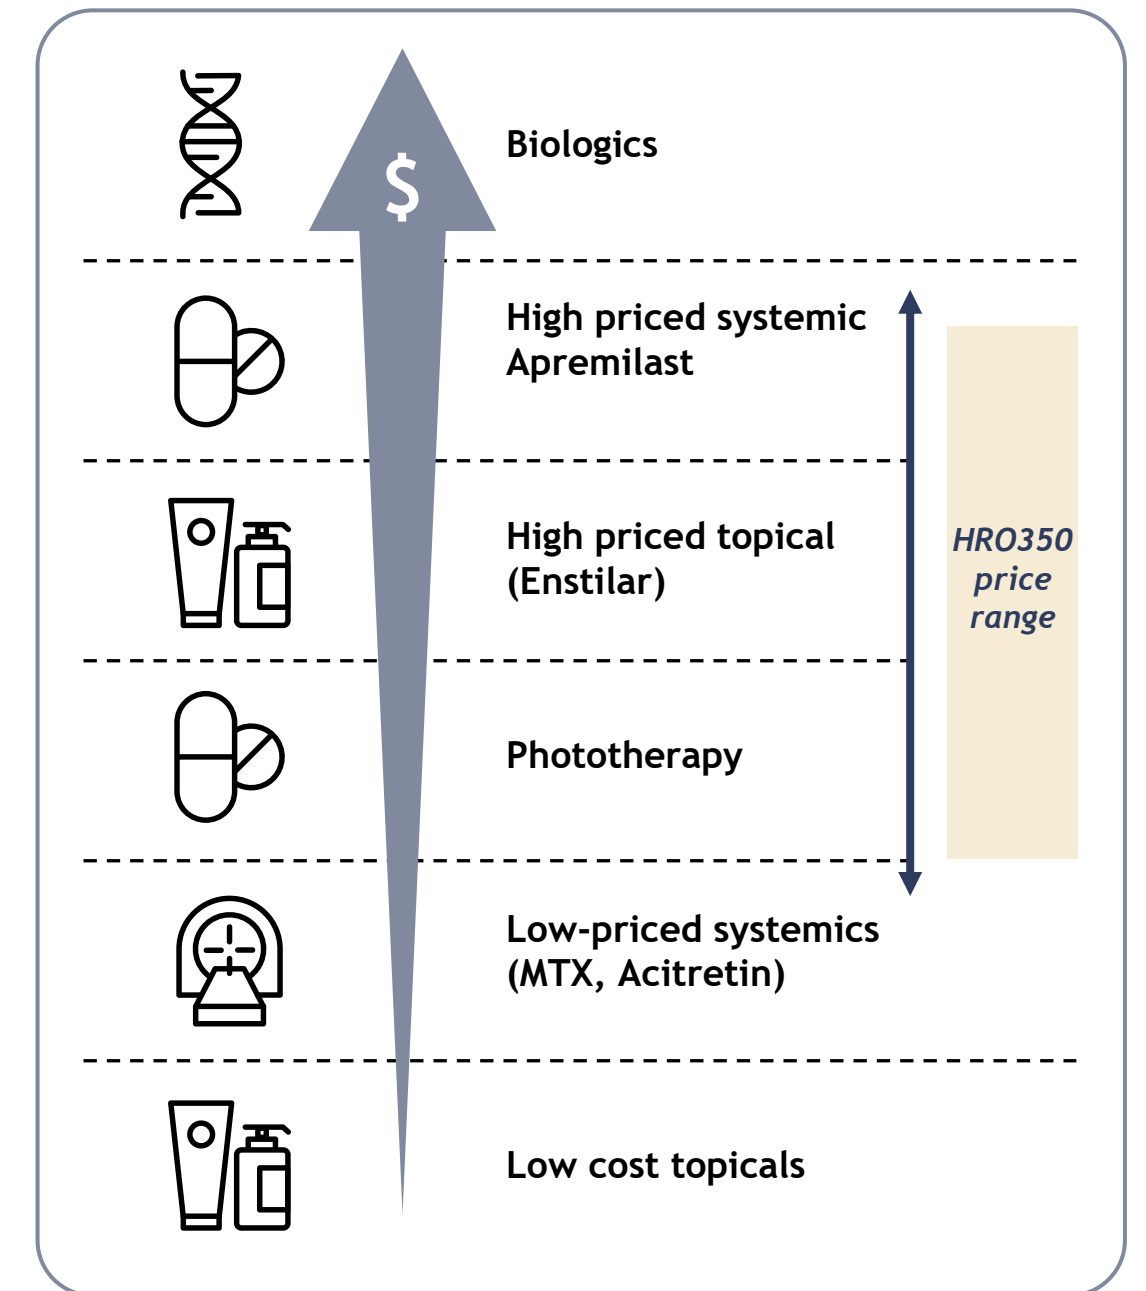 $
Biologics
High priced systemic
Apremilast
High priced topical
(Enstilar)
HRO350
price
range
Phototherapy
Low-priced systemics
(MTX, Acitretin)
Low cost topicals